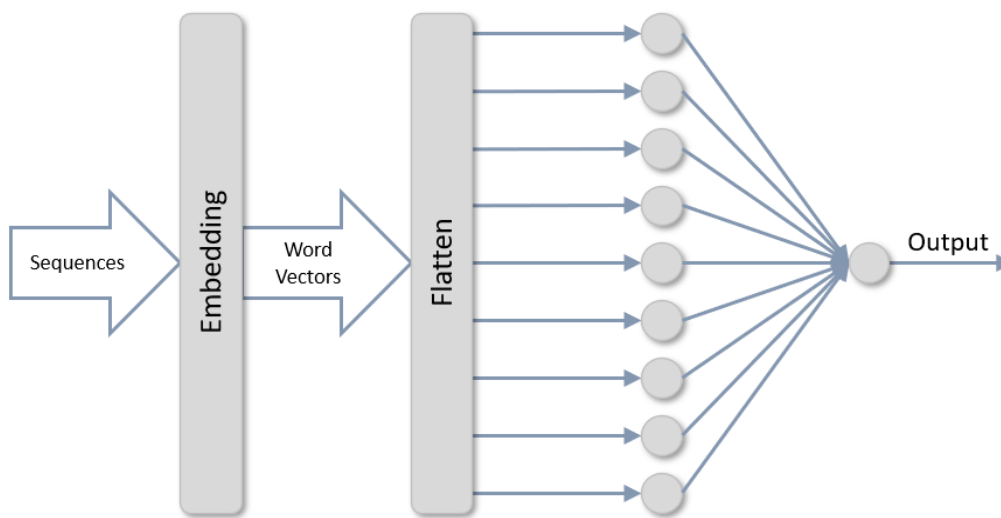 Sequences
Embedding
Word
Vectors
Flatten
Output